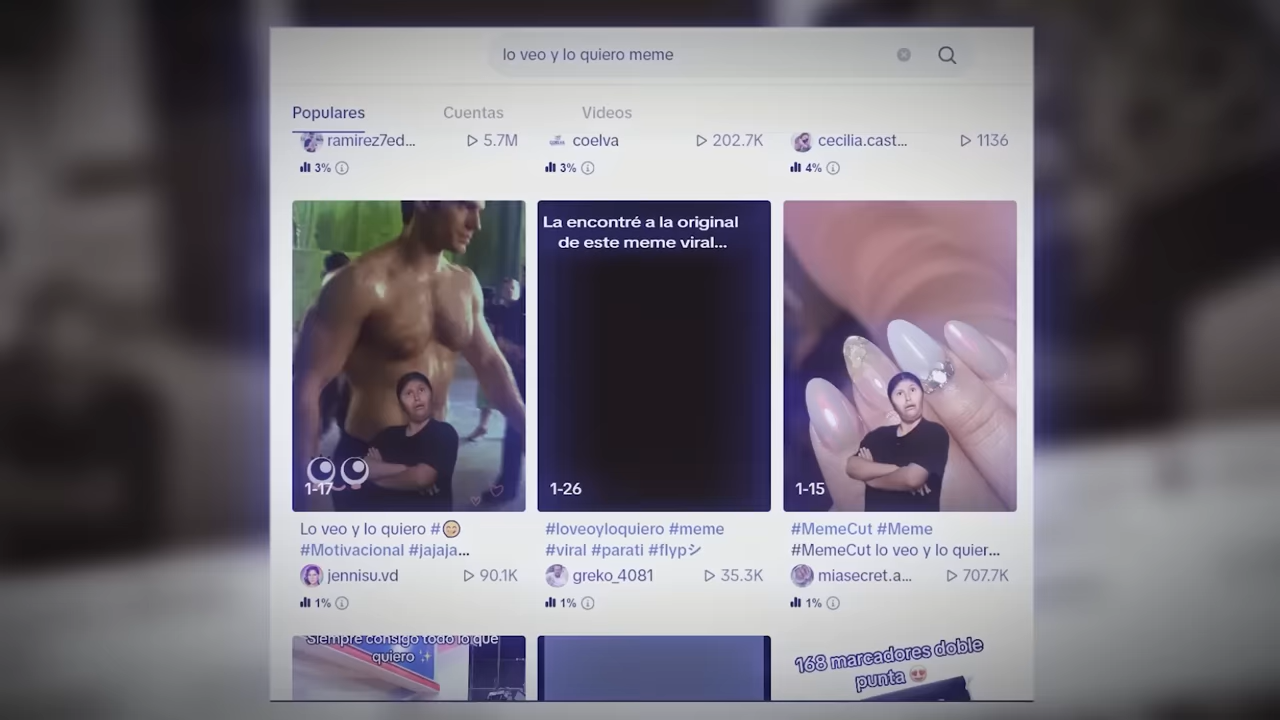 lo veo y lo quiero meme
Populares Cuentas Videos
ramirez7ed... 5.7M coelva 202.7K cecilia.cast... 1136
3% 3% 4%
La encontré a la original
de este meme viral...
1-17 1-26 1-15
Lo veo y lo quiero #😊
#Motivacional #jajaja...
jennisu.vd 90.1K
1%
#loveoyloquiero #meme
#viral #parati #flypシ
greko_4081 35.3K
1%
#MemeCut #Meme
#MemeCut lo veo y lo quier...
miasecret.a... 707.7K
1%
Siempre consigo todo lo que
quiero ✨
168 marcadores doble
punta 😍